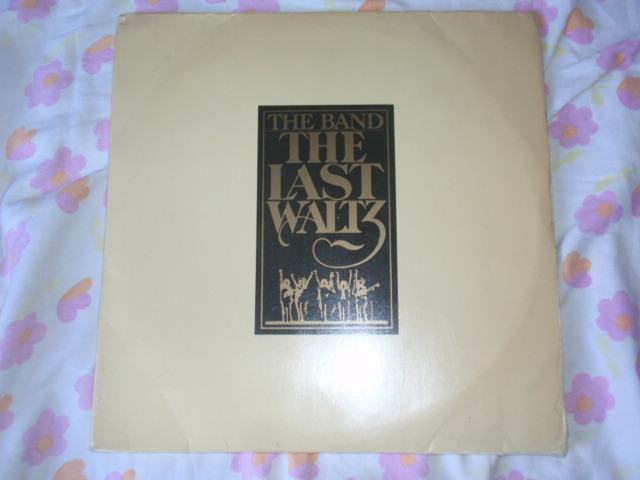 THE BAND
THE
LAST
WALTZ